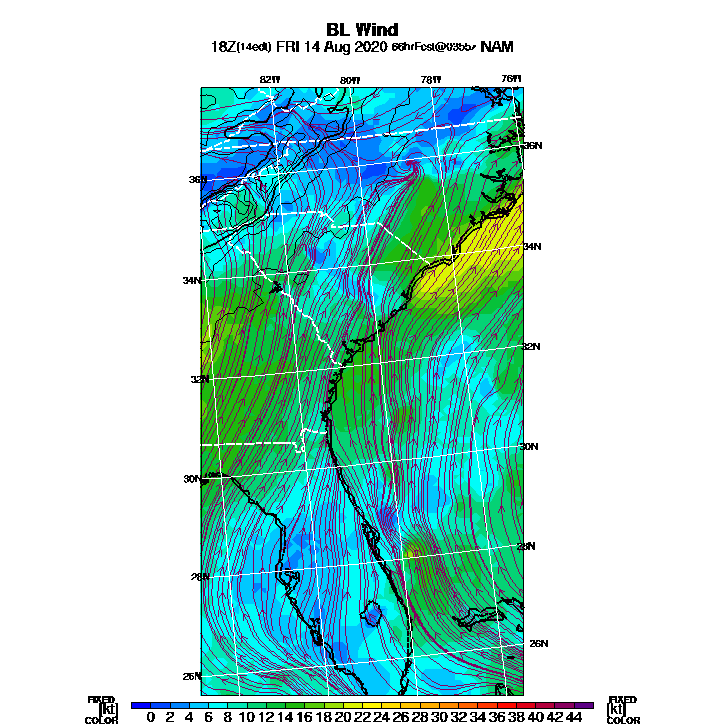 BL Wind
18Z(14edt) FRI 14 Aug 2020 66hrFcst@0355z NAM
82W 80W 78W 76W
36N 36N
34N 34N
32N 32N
30N 30N
28N 28N
26N 26N
FIXED FIXED
[kt] 0 2 4 6 8 10 12 14 16 18 20 22 24 26 28 30 32 34 36 38 40 42 44 [kt]
COLOR COLOR